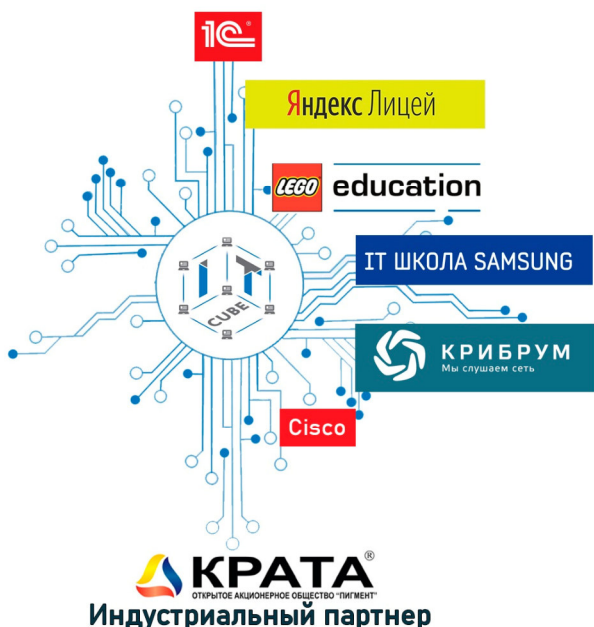 1С®
Яндекс Лицей
LEGO education
IT ШКОЛА SAMSUNG
IT
CUBE
КРИБРУМ
Мы слушаем сеть
Cisco
КРАТА®
ОТКРЫТОЕ АКЦИОНЕРНОЕ ОБЩЕСТВО "ПИГМЕНТ"
Индустриальный партнер